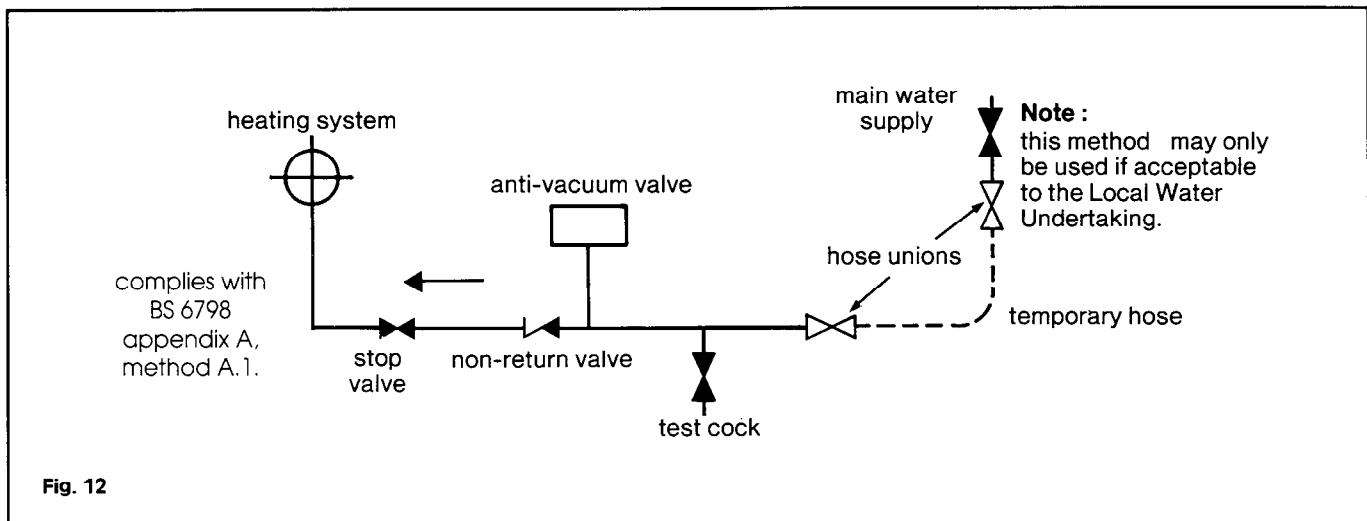 heating system
anti-vacuum valve
main water
supply
Note :
this method may only
be used if acceptable
to the Local Water
Undertaking.
hose unions
temporary hose
complies with
BS 6798
appendix A,
method A.1.
stop
valve
non-return valve
test cock
Fig. 12